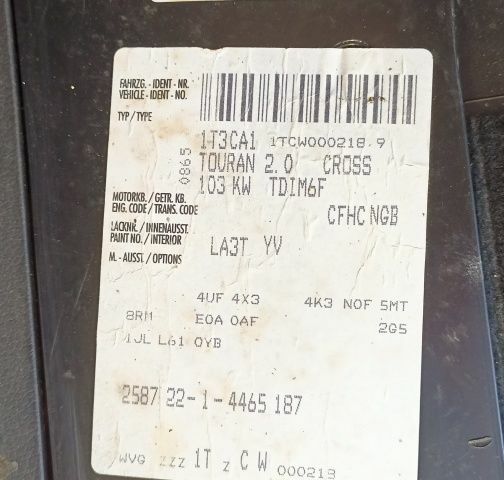 FAHRZG. - IDENT - NR.
VEHICLE - IDENT - NO.
TYP / TYPE
1T3CA1 1TCW000218 9
0865
TOURAN 2.0 CROSS
103 KW TDIM6F
MOTORKB. / GETR. KB.
ENG. CODE / TRANS. CODE
CFHC NGB
LACKNR. / INNENAUSST.
PAINT NO. / INTERIOR
LA3T YV
M. - AUSST. / OPTIONS
4UF 4X3 4K3 N0F 5MT
8RM E0A 0AF 2G5
1JL L61 0YB
2587 22-1-4465 187
WVG zzz 1T z C W 000218